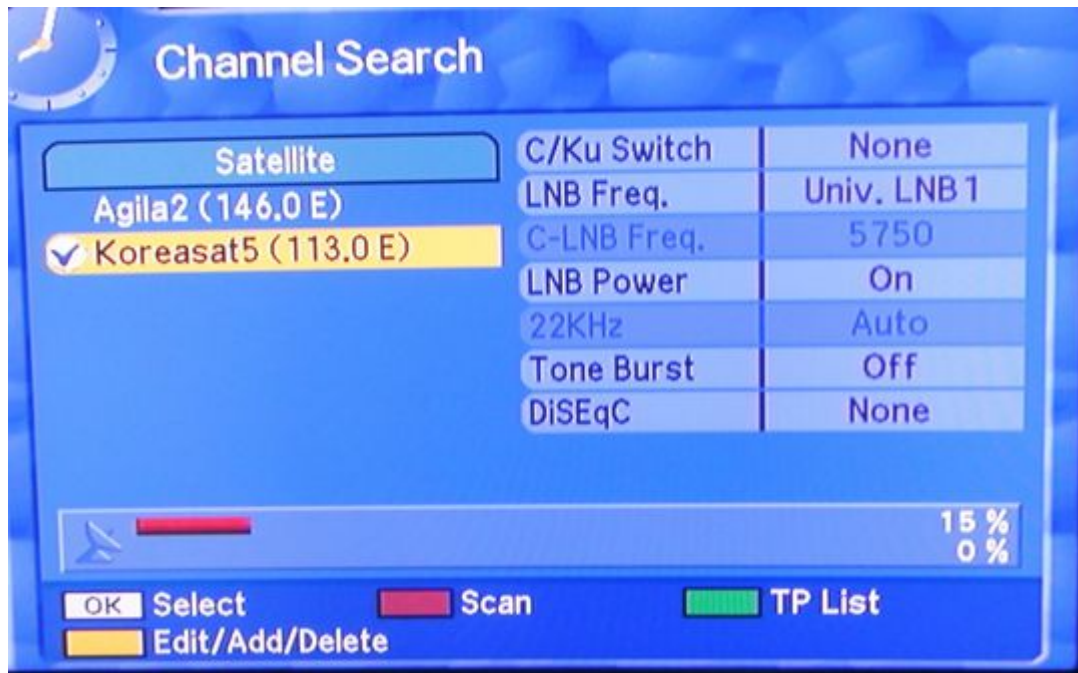 Channel Search
Satellite
Agila2 (146.0 E)
Koreasat5 (113.0 E)
C/Ku Switch None
LNB Freq. Univ. LNB 1
C-LNB Freq. 5750
LNB Power On
22KHz Auto
Tone Burst Off
DiSEqC None
15 %
0 %
OK Select Scan TP List
Edit/Add/Delete